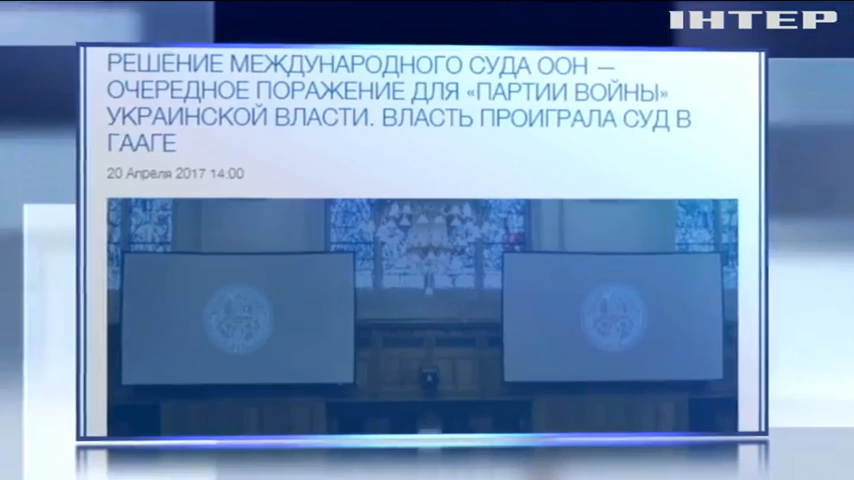 ІНТЕР
РЕШЕНИЕ МЕЖДУНАРОДНОГО СУДА ООН —
ОЧЕРЕДНОЕ ПОРАЖЕНИЕ ДЛЯ «ПАРТИИ ВОЙНЫ»
УКРАИНСКОЙ ВЛАСТИ. ВЛАСТЬ ПРОИГРАЛА СУД В
ГААГЕ
20 Апреля 2017 14:00